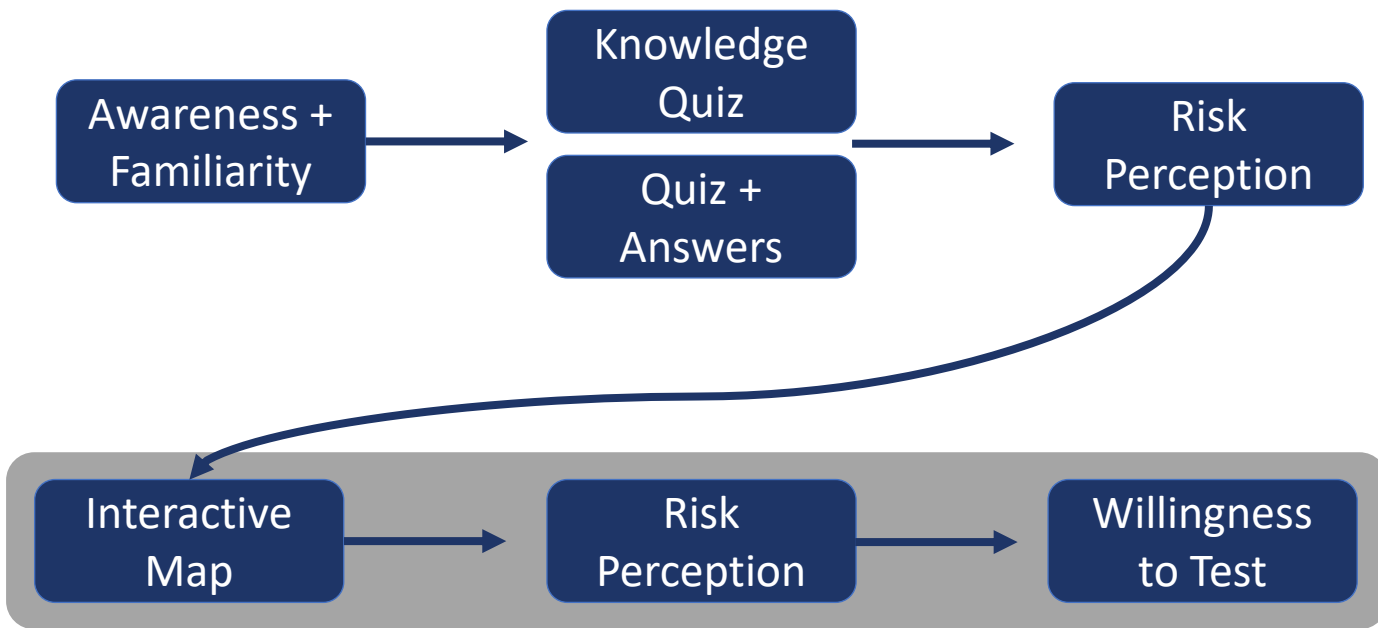 Awareness +
Familiarity
Knowledge
Quiz
Quiz +
Answers
Risk
Perception
Interactive
Map
Risk
Perception
Willingness
to Test